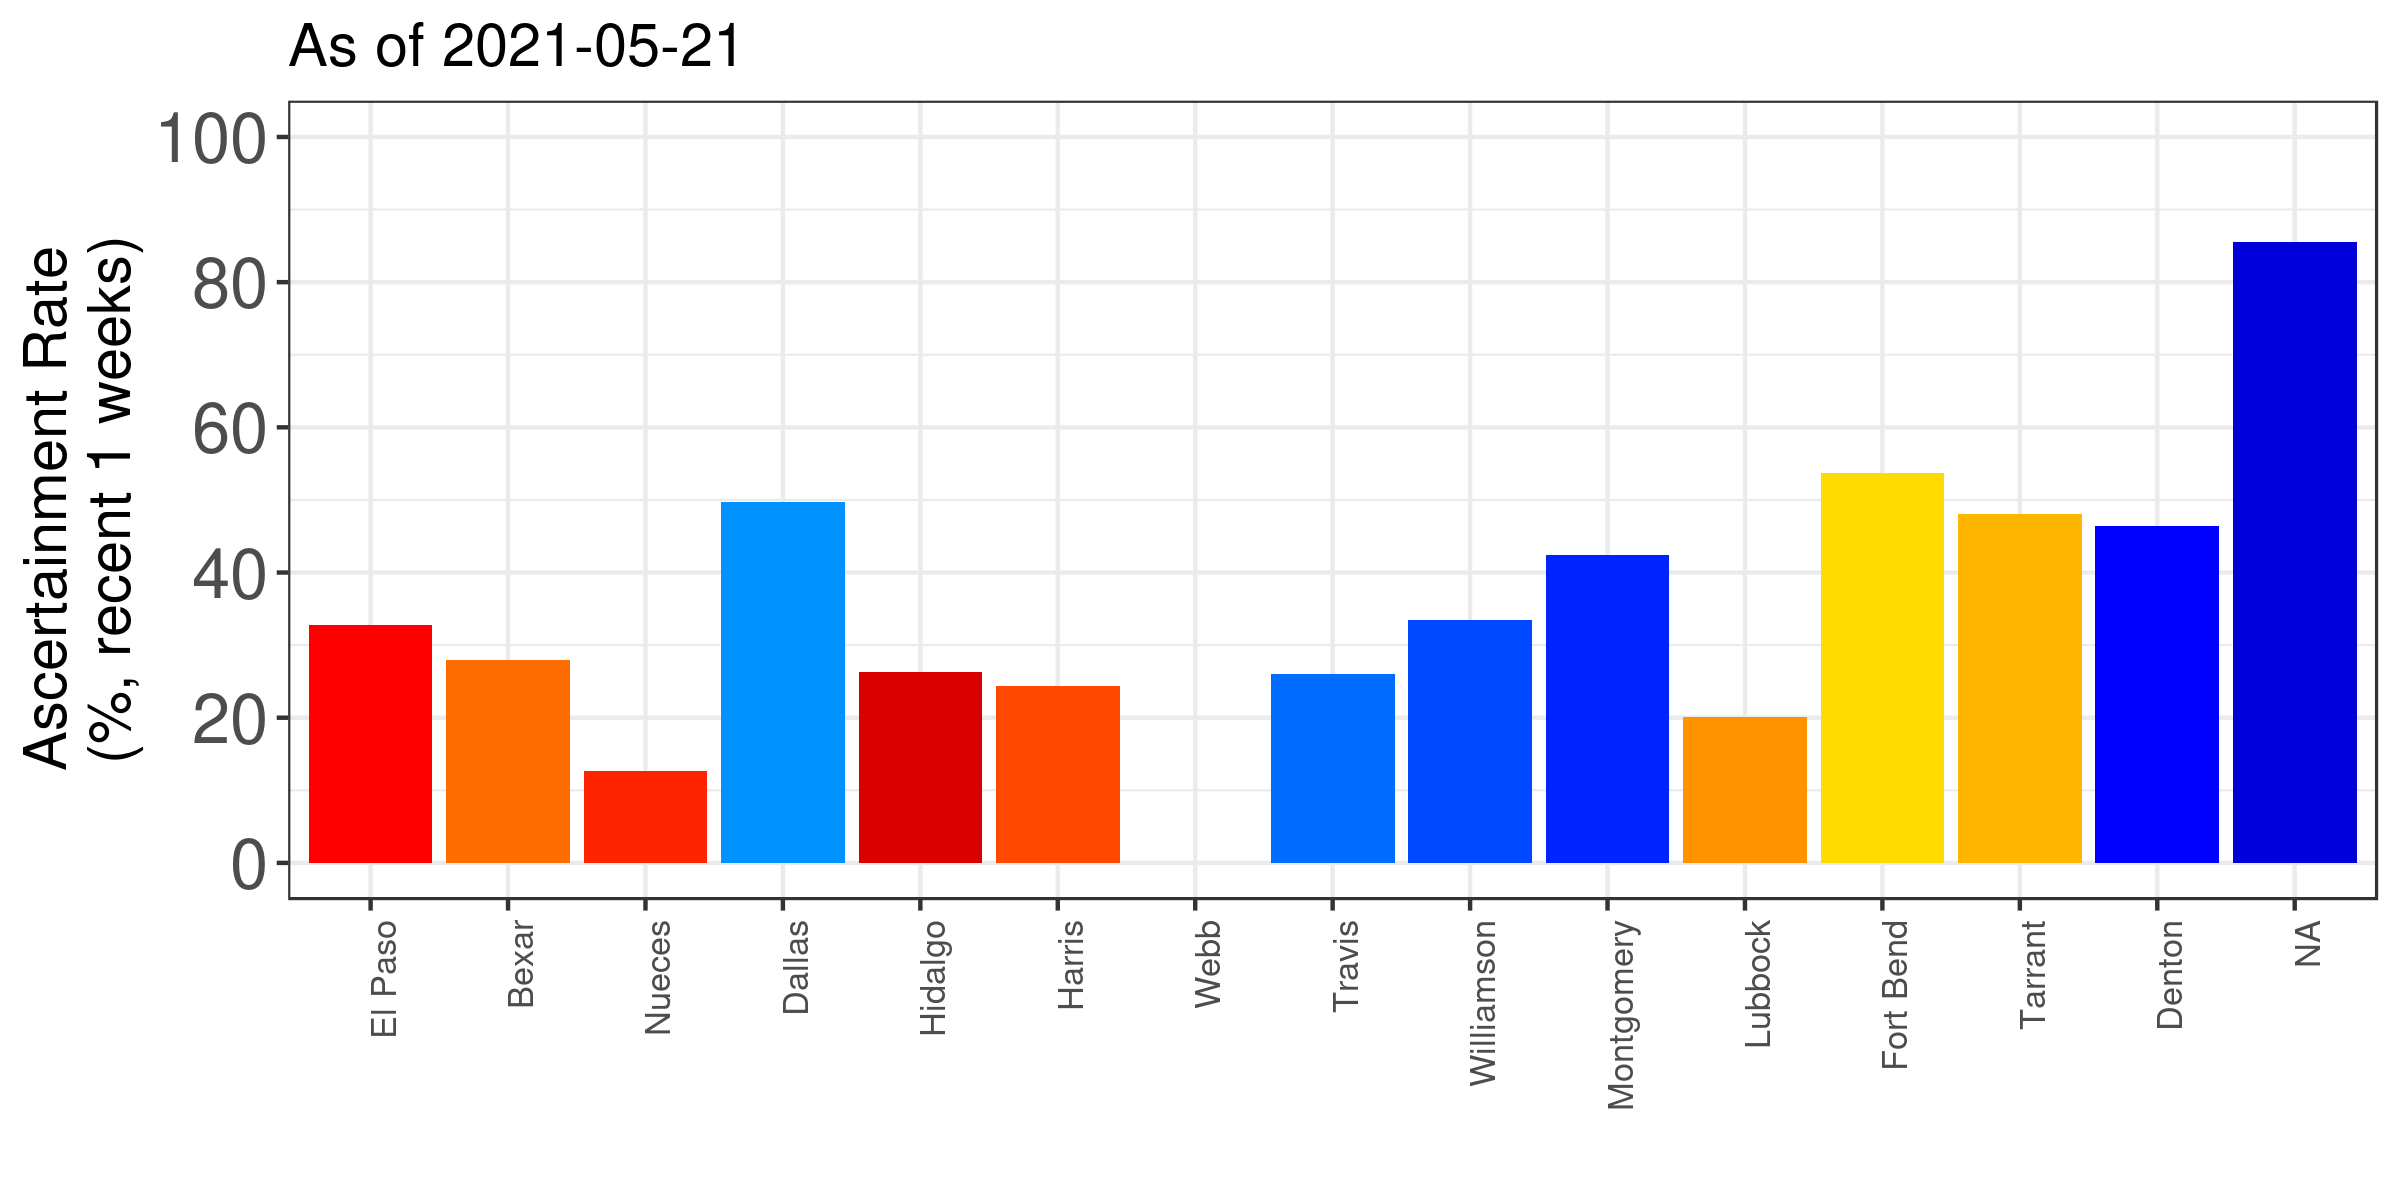 As of 2021-05-21
Ascertainment Rate
(%, recent 1 weeks)
100
80
60
40
20
0
El Paso
Bexar
Nueces
Dallas
Hidalgo
Harris
Webb
Travis
Williamson
Montgomery
Lubbock
Fort Bend
Tarrant
Denton
NA